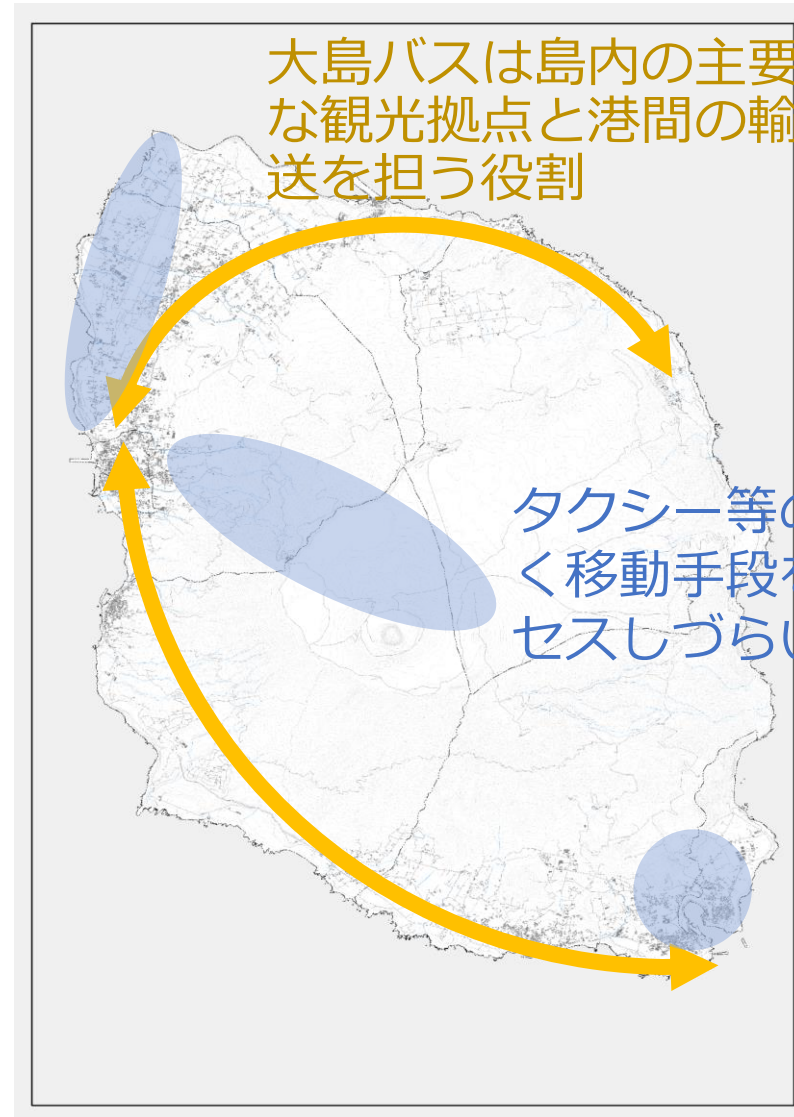 大島バスは島内の主要
な観光拠点と港間の輸
送を担う役割
タクシー等の
く移動手段を
セスしづらい